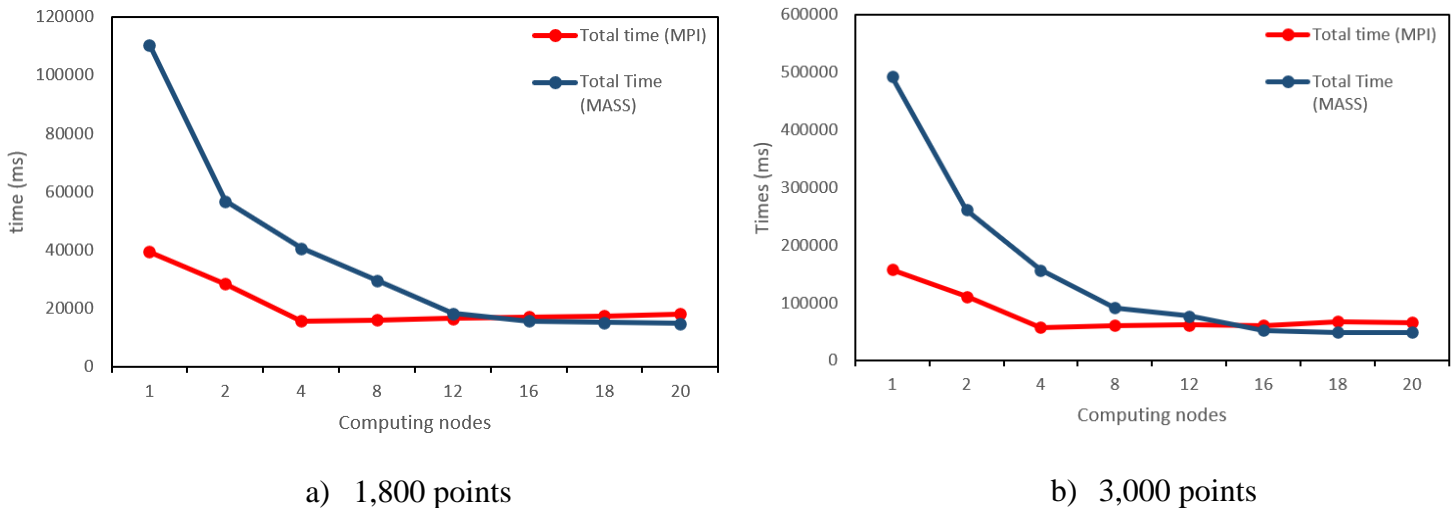 120000
100000
80000
60000
40000
20000
0
time (ms)
Total time (MPI)
Total Time
(MASS)
1 2 4 8 12 16 18 20
Computing nodes
a) 1,800 points
600000
500000
400000
300000
200000
100000
0
Times (ms)
Total time (MPI)
Total Time
(MASS)
1 2 4 8 12 16 18 20
Computing nodes
b) 3,000 points